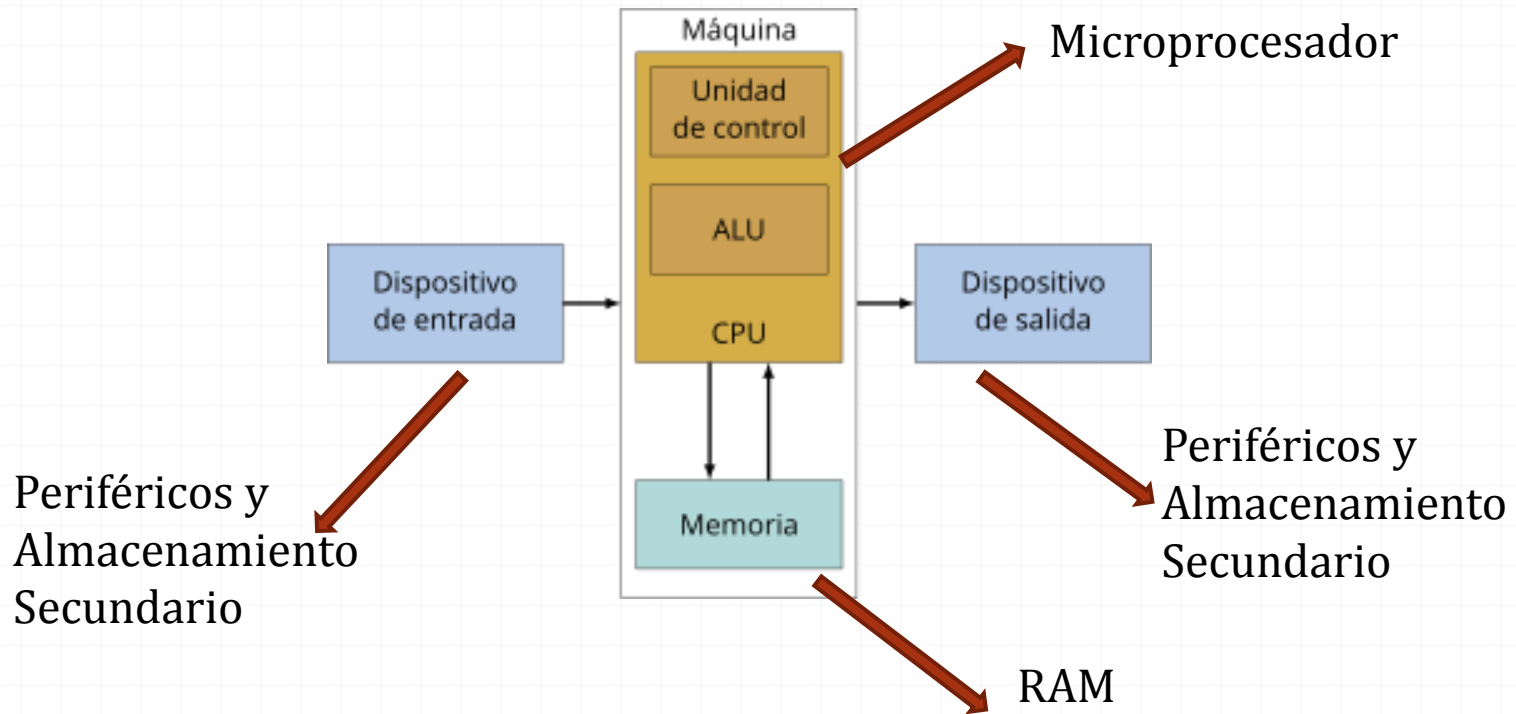 Máquina
Microprocesador
Unidad
de control
ALU
CPU
Dispositivo
de entrada
Dispositivo
de salida
Periféricos y
Almacenamiento
Secundario
Memoria
Periféricos y
Almacenamiento
Secundario
RAM